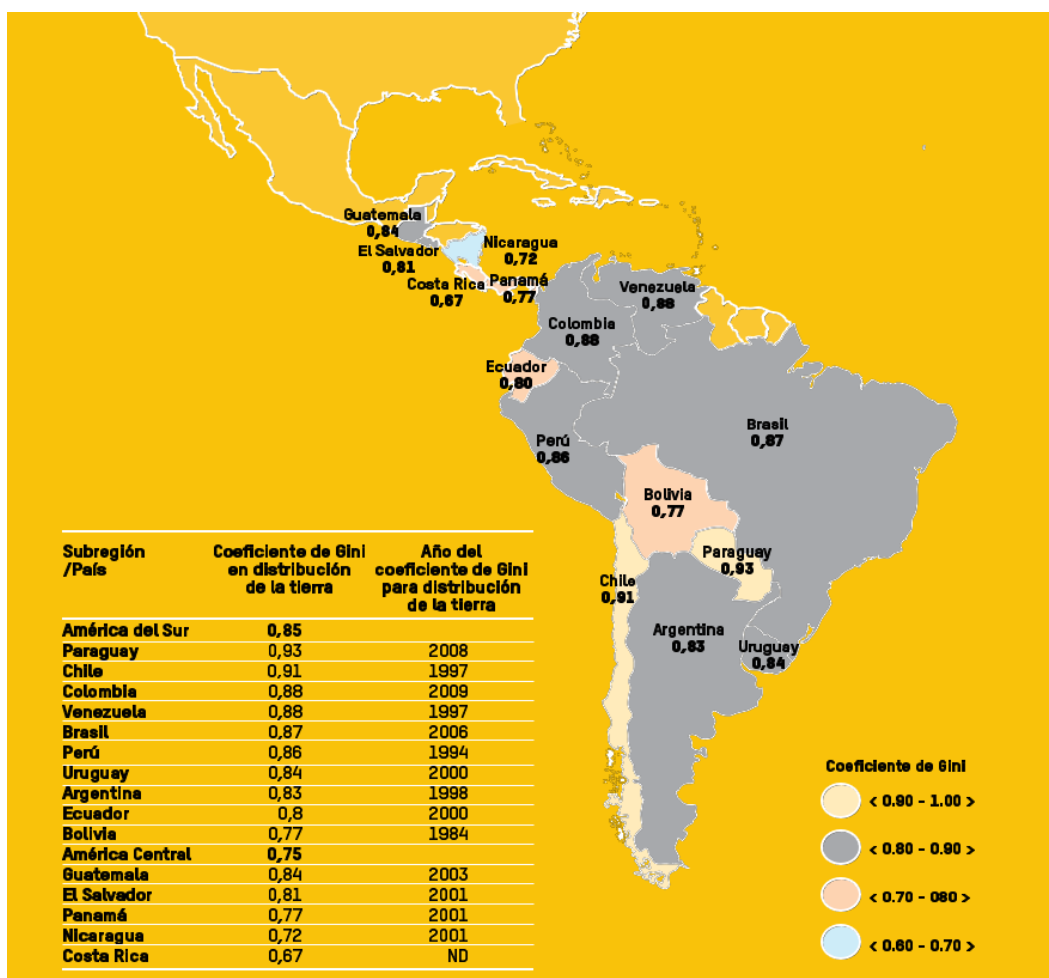 Guatemala
0,84
El Salvador
0,81
Nicaragua
0,72
Costa Rica
0,67
Panamá
0,77
Venezuela
0,88
Colombia
0,88
Ecuador
0,80
Brasil
0,87
Perú
0,86
Bolivia
0,77
Paraguay
0,93
Chile
0,91
Argentina
0,83
Uruguay
0,84
Subregión Coeficiente de Gini Año del
/País en distribución coeficiente de Gini
de la tierra para distribución
de la tierra
América del Sur 0,85
Paraguay 0,93 2008
Chile 0,91 1997
Colombia 0,88 2009
Venezuela 0,88 1997
Brasil 0,87 2006
Perú 0,86 1994
Uruguay 0,84 2000
Argentina 0,83 1998
Ecuador 0,8 2000
Bolivia 0,77 1984
América Central 0,75
Guatemala 0,84 2003
El Salvador 0,81 2001
Panamá 0,77 2001
Nicaragua 0,72 2001
Costa Rica 0,67 ND
Coeficiente de Gini
< 0.90 - 1.00 >
< 0.80 - 0.90 >
< 0.70 - 080 >
< 0.60 - 0.70 >